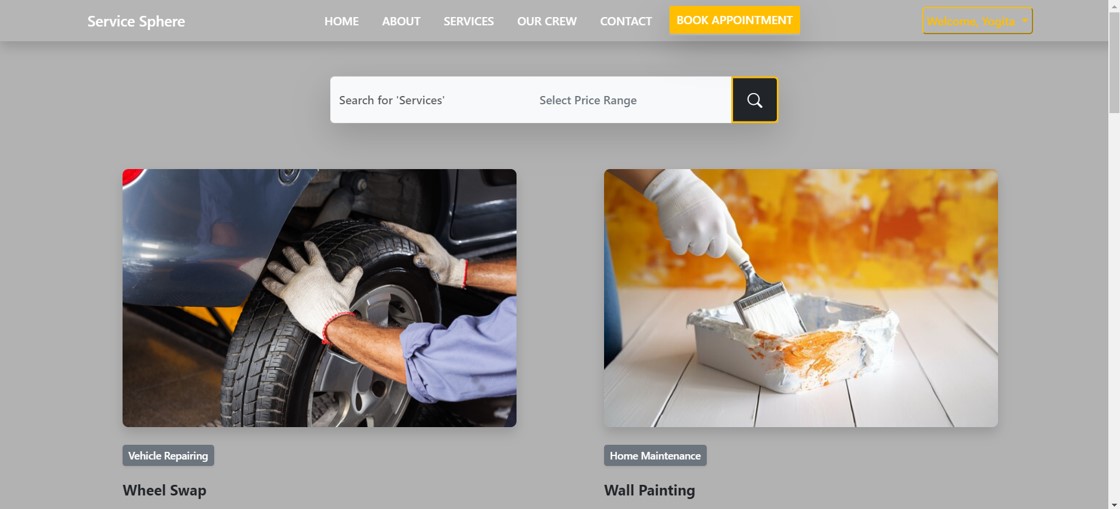 Service Sphere
HOME
ABOUT
SERVICES
OUR CREW
CONTACT
BOOK APPOINTMENT
Welcome, Yogita
Search for 'Services'
Select Price Range
Vehicle Repairing
Home Maintenance
Wheel Swap
Wall Painting